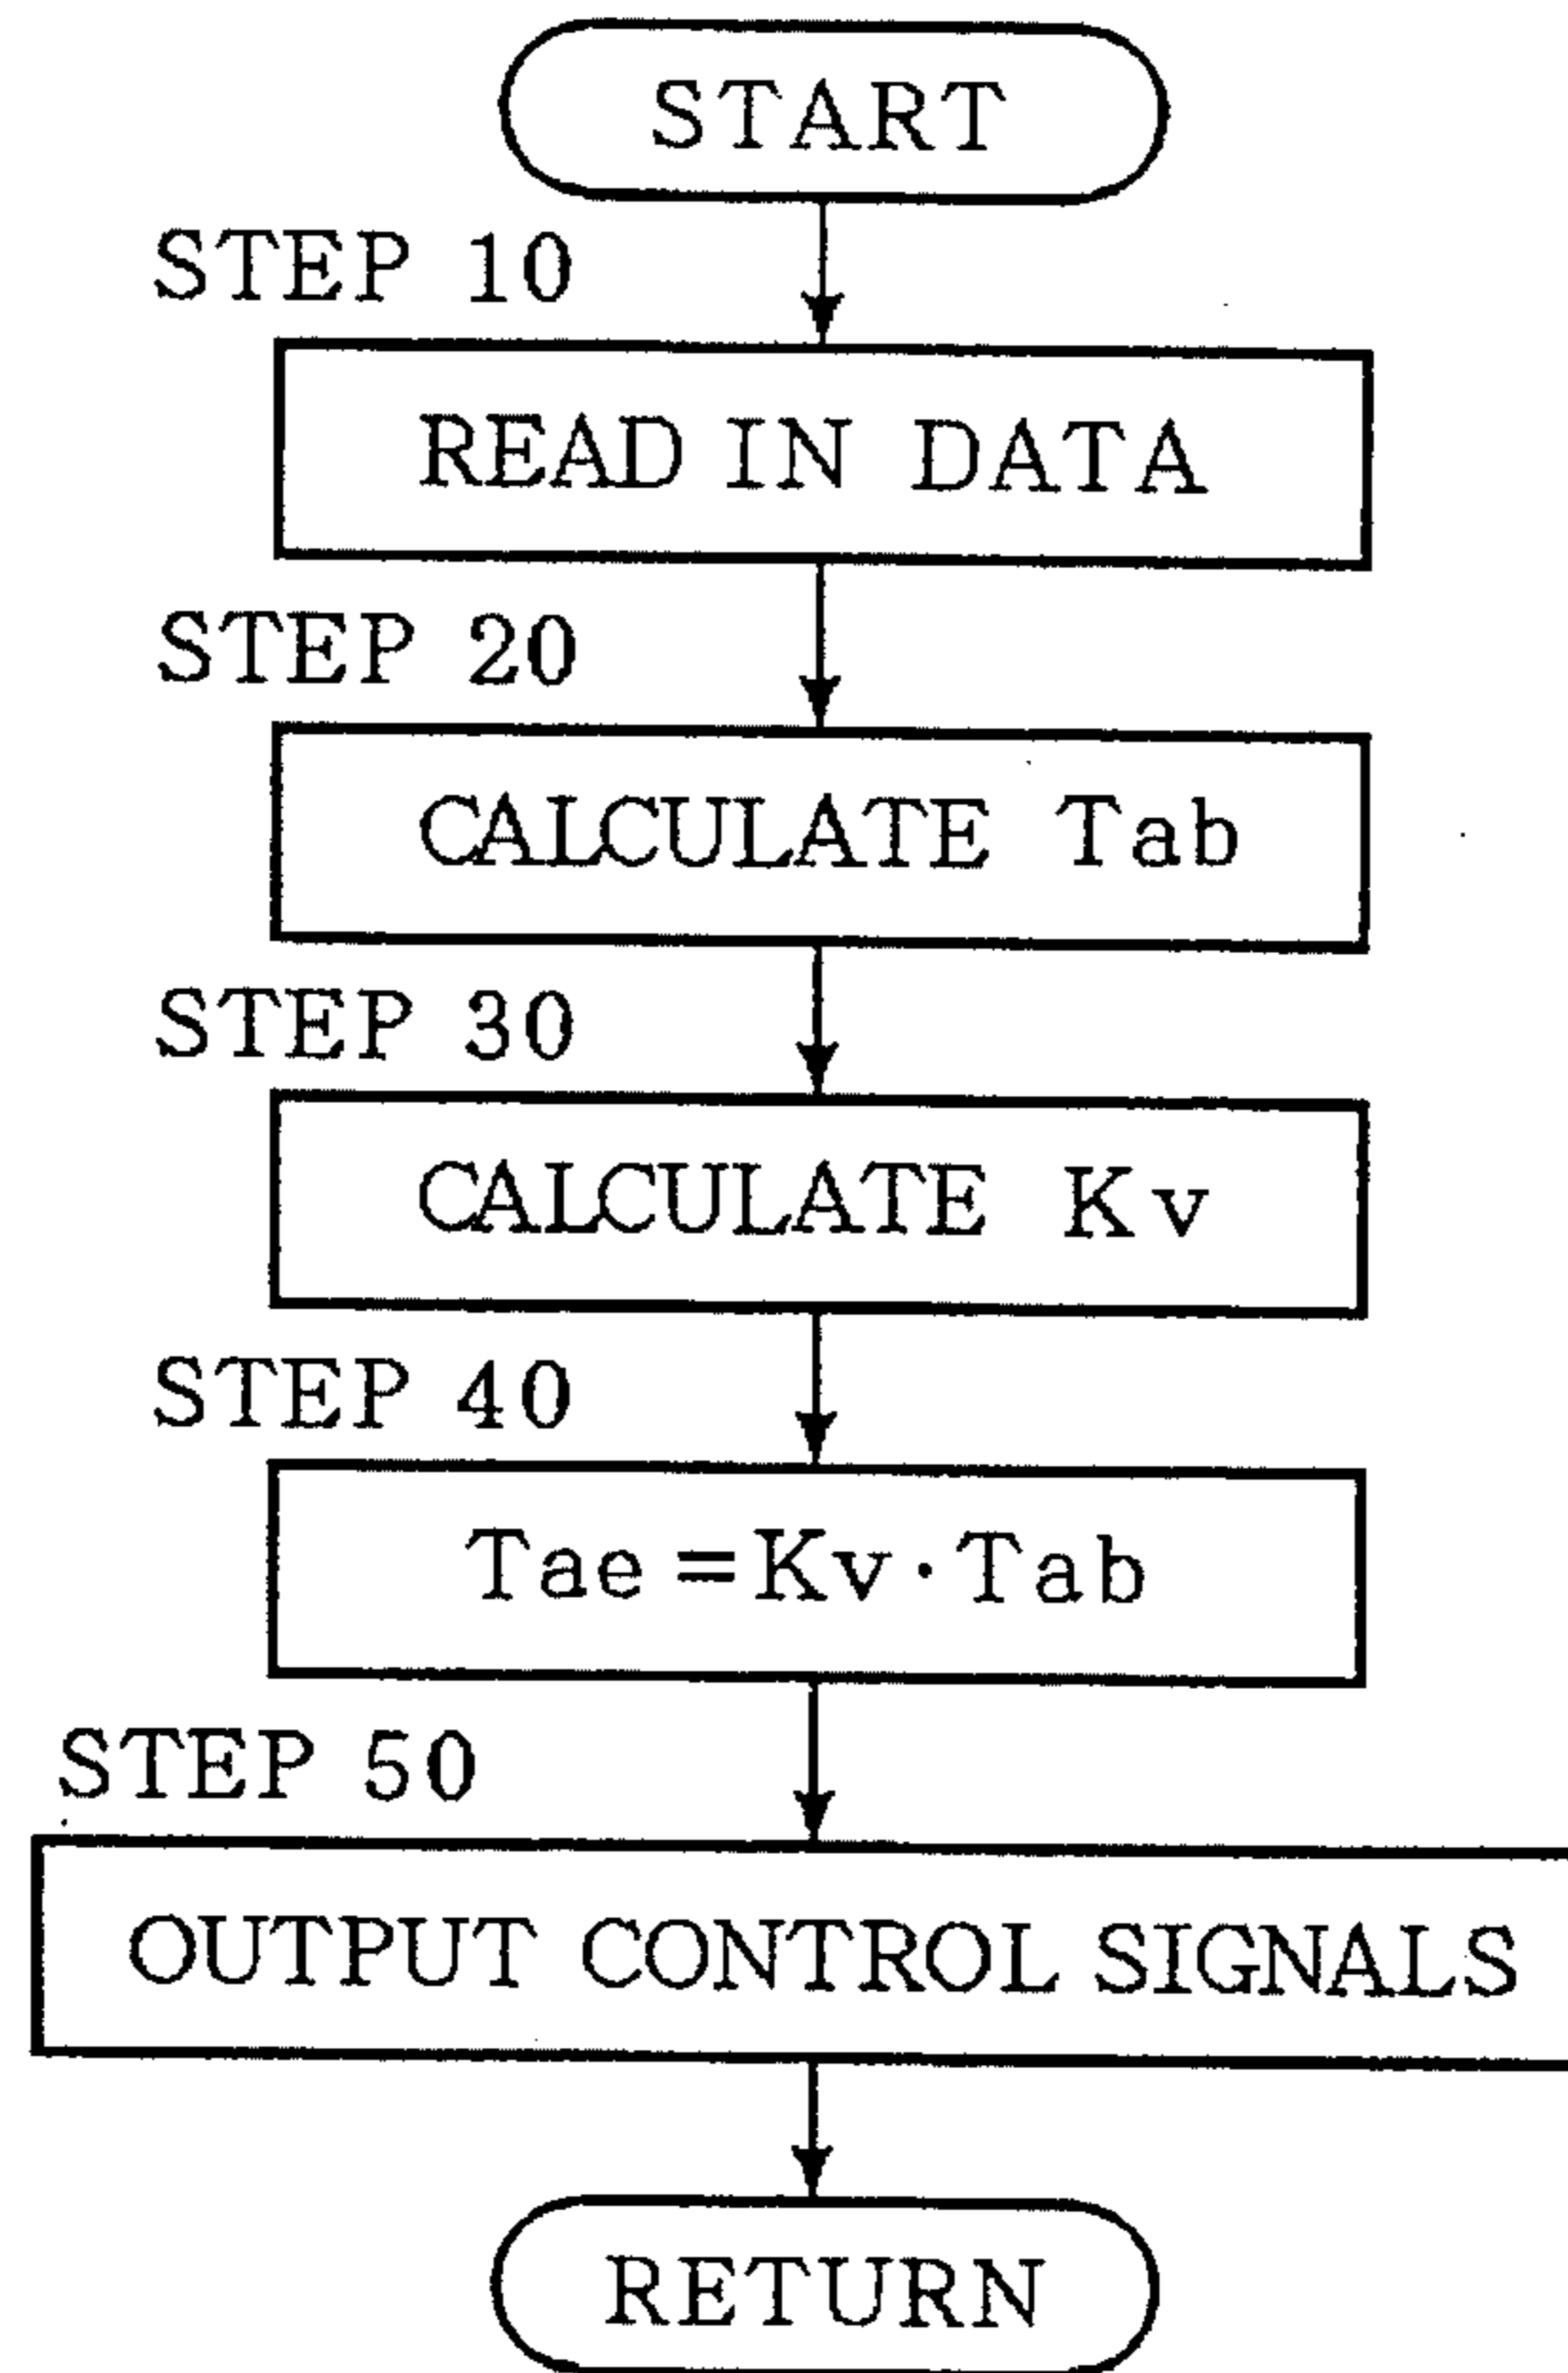 START
STEP 10
READ IN DATA
STEP 20
CALCULATE Tab
STEP 30
CALCULATE Kv
STEP 40
Tae=Kv·Tab
STEP 50
OUTPUT CONTROL SIGNALS
RETURN